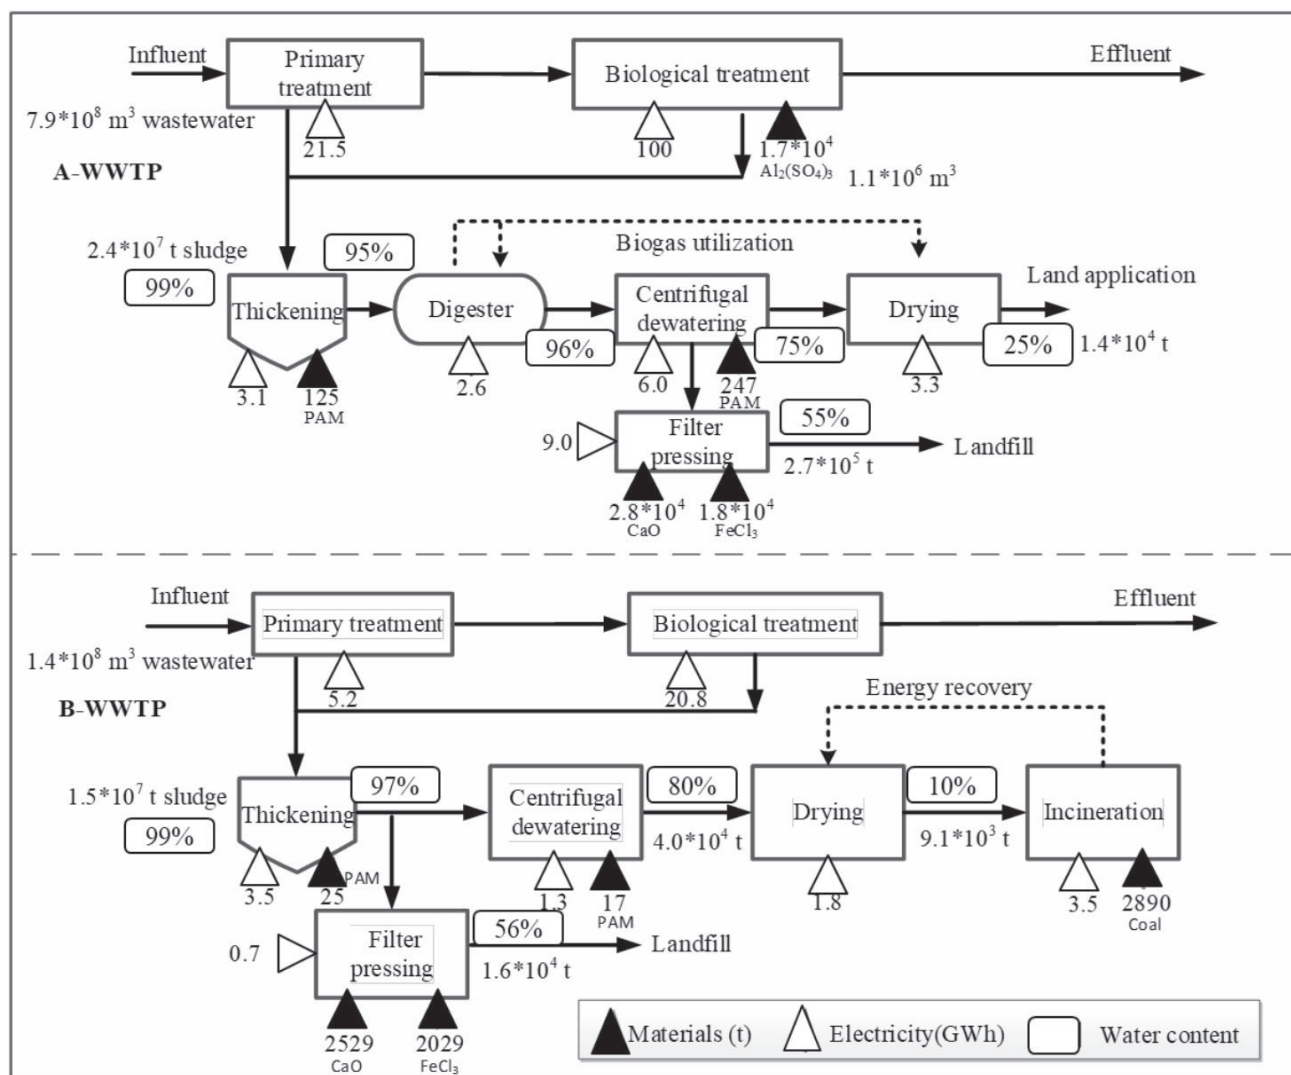 Influent
Primary
treatment
Biological treatment
Effluent
7.9*10⁸ m³ wastewater
21.5
100
1.7*10⁴
Al₂(SO₄)₃
1.1*10⁶ m³
A-WWTP
2.4*10⁷ t sludge
99%
95%
Biogas utilization
Thickening
Digester
Centrifugal
dewatering
Drying
Land application
96%
75%
25%
1.4*10⁴ t
3.1
125
PAM
2.6
6.0
247
PAM
3.3
9.0
Filter
pressing
55%
2.7*10⁵ t
Landfill
2.8*10⁴
CaO
1.8*10⁴
FeCl₃
Influent
Primary treatment
Biological treatment
Effluent
1.4*10⁸ m³ wastewater
5.2
20.8
B-WWTP
Energy recovery
1.5*10⁷ t sludge
99%
Thickening
97%
Centrifugal
dewatering
80%
4.0*10⁴ t
Drying
10%
9.1*10³ t
Incineration
3.5
25
PAM
1.3
17
PAM
1.8
3.5
2890
Coal
0.7
Filter
pressing
56%
1.6*10⁴ t
Landfill
2529
CaO
2029
FeCl₃
Materials (t)
Electricity(GWh)
Water content